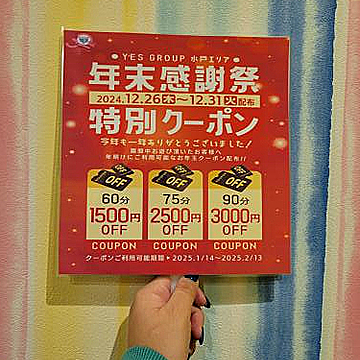 YES GROUP 水戸エリア
年末感謝祭
2024.12.26木〜12.31火配布
特別クーポン
今年も一年ありがとうございました!
期間中お遊び頂いたお客様へ
年明けにご利用可能なお年玉クーポン配布!!
OFF OFF OFF
60分 75分 90分
1500円 2500円 3000円
OFF OFF OFF
COUPON COUPON COUPON
クーポンご利用可能期間▶2025.1/14〜2025.2/13